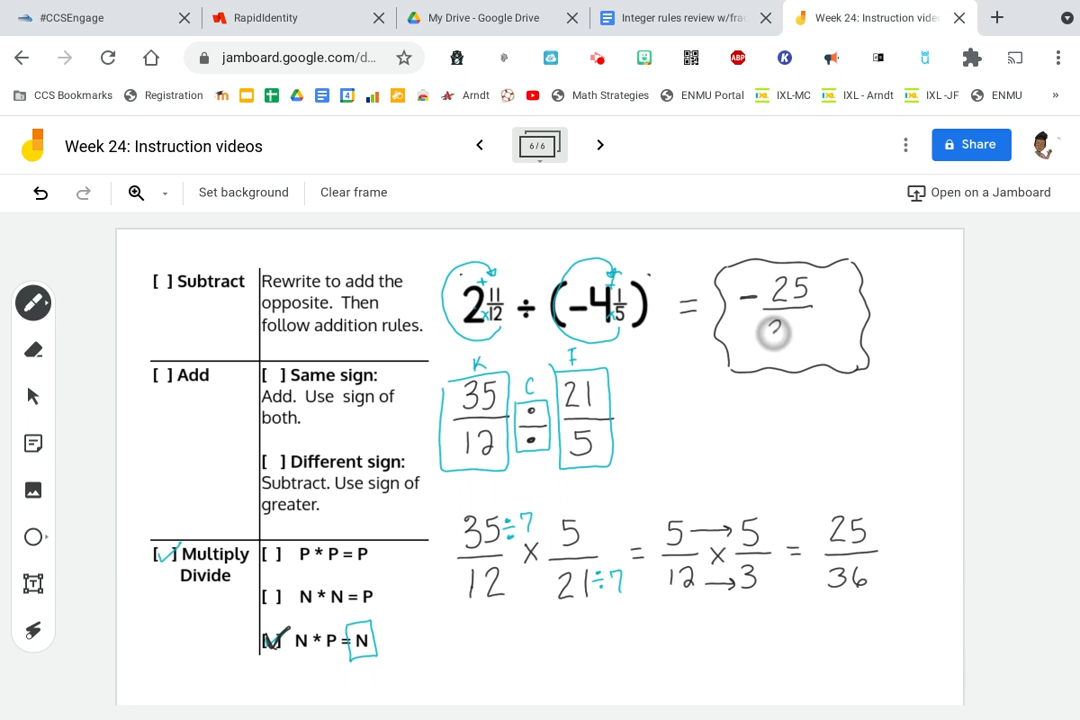 #CCSEngage
RapidIdentity
My Drive - Google Drive
Integer rules review w/fra
Week 24: Instruction vide
jamboard.google.com/d...
ABP
K
CCS Bookmarks
Registration
Arndt
Math Strategies
ENMU Portal
IXL-MC
IXL - Arndt
IXL -JF
ENMU
»
Week 24: Instruction videos
6 / 6
Share
Set background
Clear frame
Open on a Jamboard
[ ] Subtract
Rewrite to add the
opposite. Then
follow addition rules.
[ ] Add
[ ] Same sign:
Add. Use sign of
both.
[ ] Different sign:
Subtract. Use sign of
greater.
[✓] Multiply
Divide
[ ] P * P = P
[ ] N * N = P
[✓] N * P = N
2 11/12 ÷ (−4 1/5) = − 25
+ +
x x
K C I
35/12 ÷ 21/5
35÷7/12 x 5/21÷7 = 5/12 x 5/3 = 25/36